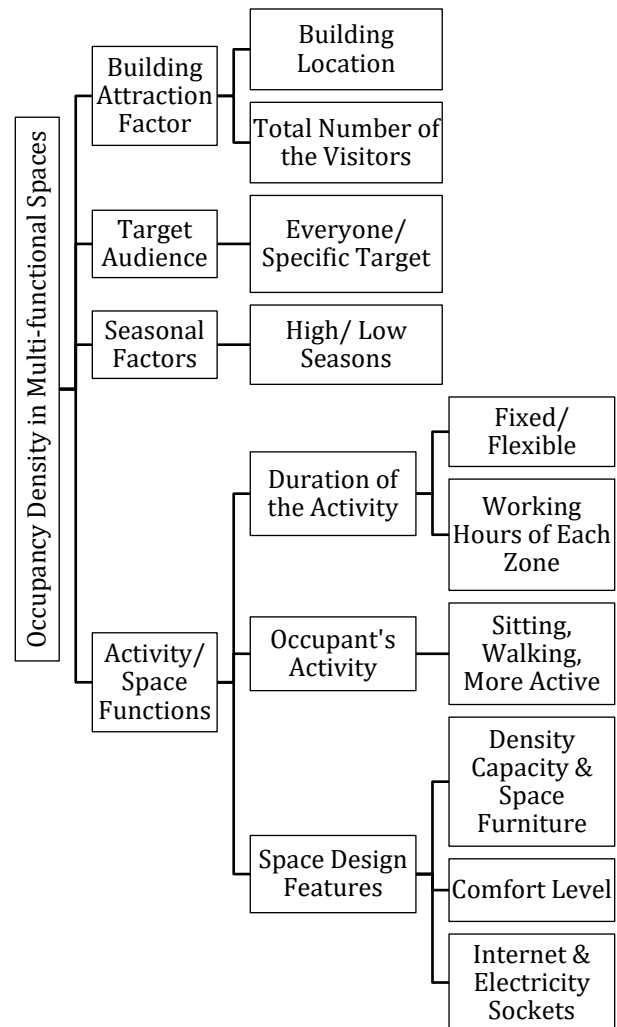 Occupancy Density in Multi-functional Spaces
Building
Attraction
Factor
Building
Location
Total Number of
the Visitors
Target
Audience
Everyone/
Specific Target
Seasonal
Factors
High/ Low
Seasons
Activity/
Space
Functions
Duration of
the Activity
Fixed/
Flexible
Working
Hours of Each
Zone
Occupant's
Activity
Sitting,
Walking,
More Active
Space Design
Features
Density
Capacity &
Space
Furniture
Comfort Level
Internet &
Electricity
Sockets